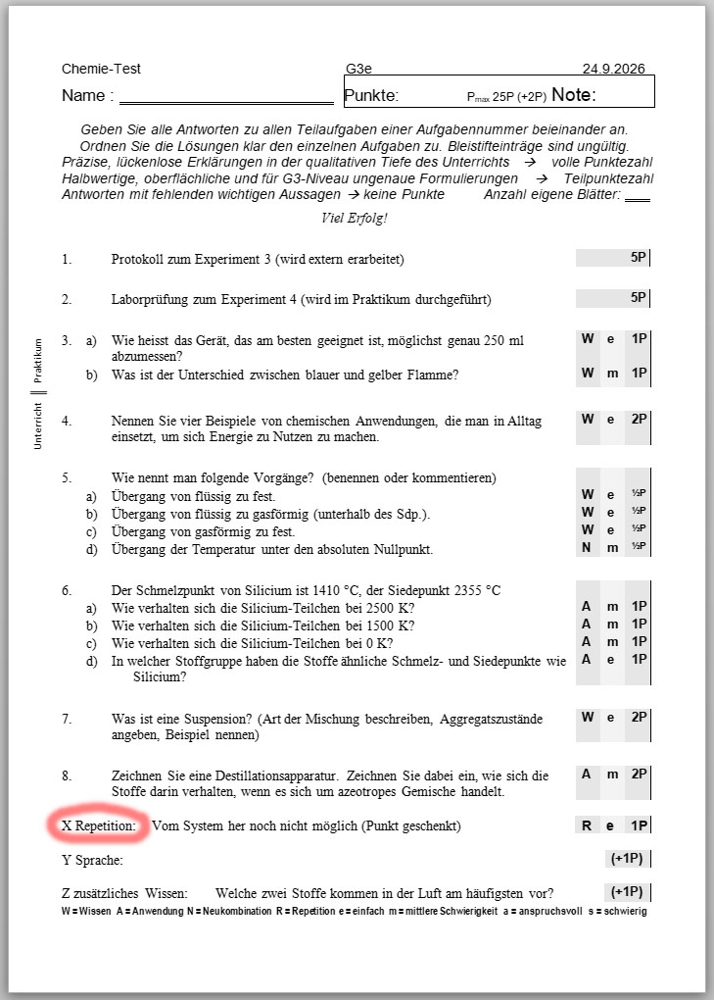 Chemie-Test G3e 24.9.2026
Name : Punkte: Pmax 25P (+2P) Note:
Geben Sie alle Antworten zu allen Teilaufgaben einer Aufgabennummer beieinander an.
Ordnen Sie die Lösungen klar den einzelnen Aufgaben zu. Bleistifteinträge sind ungültig.
Präzise, lückenlose Erklärungen in der qualitativen Tiefe des Unterrichts → volle Punktezahl
Halbwertige, oberflächliche und für G3-Niveau ungenaue Formulierungen → Teilpunktezahl
Antworten mit fehlenden wichtigen Aussagen → keine Punkte Anzahl eigene Blätter:
Viel Erfolg!
1. Protokoll zum Experiment 3 (wird extern erarbeitet) 5P
2. Laborprüfung zum Experiment 4 (wird im Praktikum durchgeführt) 5P
Unterricht || Praktikum
3. a) Wie heisst das Gerät, das am besten geeignet ist, möglichst genau 250 ml W e 1P
abzumessen?
b) Was ist der Unterschied zwischen blauer und gelber Flamme? W m 1P
4. Nennen Sie vier Beispiele von chemischen Anwendungen, die man in Alltag W e 2P
einsetzt, um sich Energie zu Nutzen zu machen.
5. Wie nennt man folgende Vorgänge? (benennen oder kommentieren)
a) Übergang von flüssig zu fest. W e ½P
b) Übergang von flüssig zu gasförmig (unterhalb des Sdp.). W e ½P
c) Übergang von gasförmig zu fest. W e ½P
d) Übergang der Temperatur unter den absoluten Nullpunkt. N m ½P
6. Der Schmelzpunkt von Silicium ist 1410 °C, der Siedepunkt 2355 °C
a) Wie verhalten sich die Silicium-Teilchen bei 2500 K? A m 1P
b) Wie verhalten sich die Silicium-Teilchen bei 1500 K? A m 1P
c) Wie verhalten sich die Silicium-Teilchen bei 0 K? A m 1P
d) In welcher Stoffgruppe haben die Stoffe ähnliche Schmelz- und Siedepunkte wie A e 1P
Silicium?
7. Was ist eine Suspension? (Art der Mischung beschreiben, Aggregatszustände W e 2P
angeben, Beispiel nennen)
8. Zeichnen Sie eine Destillationsapparatur. Zeichnen Sie dabei ein, wie sich die A m 2P
Stoffe darin verhalten, wenn es sich um azeotropes Gemische handelt.
X Repetition: Vom System her noch nicht möglich (Punkt geschenkt) R e 1P
Y Sprache: (+1P)
Z zusätzliches Wissen: Welche zwei Stoffe kommen in der Luft am häufigsten vor? (+1P)
W = Wissen A = Anwendung N = Neukombination R = Repetition e = einfach m = mittlere Schwierigkeit a = anspruchsvoll s = schwierig